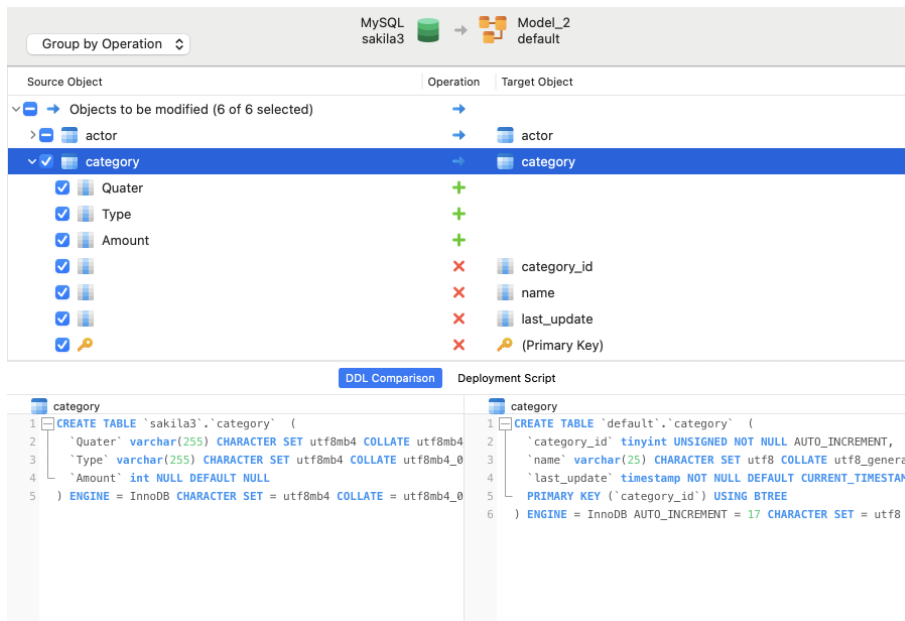 MySQL
sakila3
Model_2
default
Group by Operation
Source Object Operation Target Object
Objects to be modified (6 of 6 selected)
actor actor
category category
Quater
Type
Amount
category_id
name
last_update
(Primary Key)
DDL Comparison Deployment Script
category
1 CREATE TABLE `sakila3`.`category` (
2 `Quater` varchar(255) CHARACTER SET utf8mb4 COLLATE utf8mb4
3 `Type` varchar(255) CHARACTER SET utf8mb4 COLLATE utf8mb4_0
4 `Amount` int NULL DEFAULT NULL
5 ) ENGINE = InnoDB CHARACTER SET = utf8mb4 COLLATE = utf8mb4_0
category
1 CREATE TABLE `default`.`category` (
2 `category_id` tinyint UNSIGNED NOT NULL AUTO_INCREMENT,
3 `name` varchar(25) CHARACTER SET utf8 COLLATE utf8_genera
4 `last_update` timestamp NOT NULL DEFAULT CURRENT_TIMESTAM
5 PRIMARY KEY (`category_id`) USING BTREE
6 ) ENGINE = InnoDB AUTO_INCREMENT = 17 CHARACTER SET = utf8